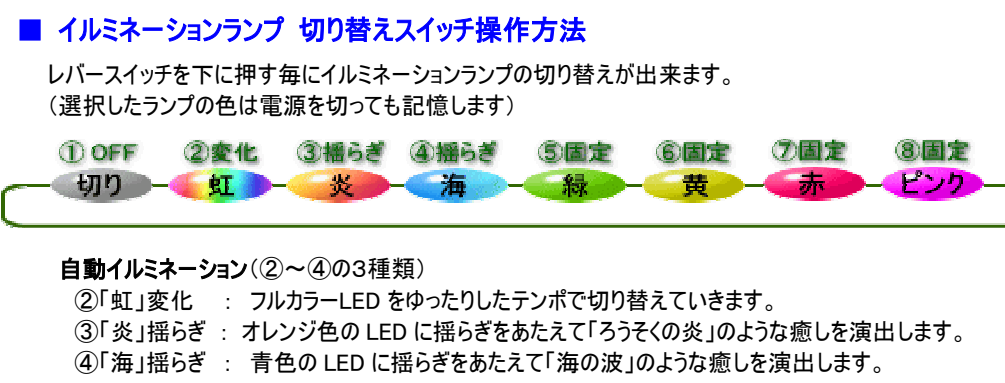 ■ イルミネーションランプ 切り替えスイッチ操作方法
レバースイッチを下に押す毎にイルミネーションランプの切り替えが出来ます。
（選択したランプの色は電源を切っても記憶します）
① OFF ②変化 ③揺らぎ ④揺らぎ ⑤固定 ⑥固定 ⑦固定 ⑧固定
切り 虹 炎 海 緑 黄 赤 ピンク
自動イルミネーション（②～④の3種類）
②「虹」変化 ： フルカラーLED をゆったりしたテンポで切り替えていきます。
③「炎」揺らぎ ： オレンジ色の LED に揺らぎをあたえて「ろうそくの炎」のような癒しを演出します。
④「海」揺らぎ ： 青色の LED に揺らぎをあたえて「海の波」のような癒しを演出します。